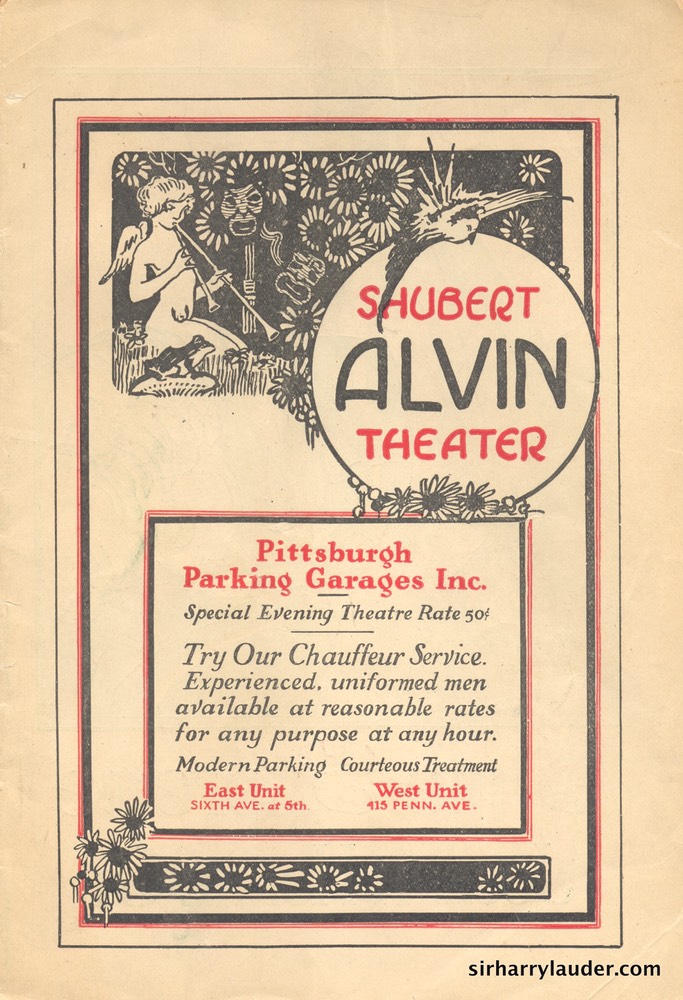 SHUBERT
ALVIN
THEATER
Pittsburgh
Parking Garages Inc.
Special Evening Theatre Rate 50¢
Try Our Chauffeur Service.
Experienced, uniformed men
available at reasonable rates
for any purpose at any hour.
Modern Parking Courteous Treatment
East Unit West Unit
SIXTH AVE. at 5th. 415 PENN. AVE.
sirharrylauder.com